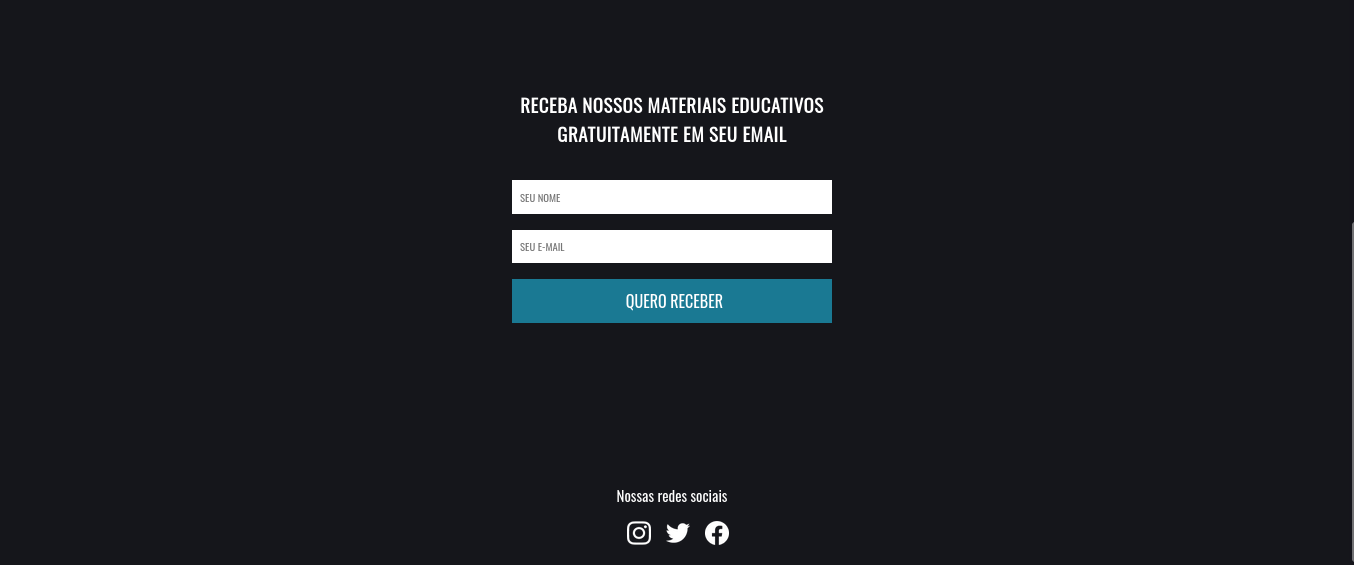 RECEBA NOSSOS MATERIAIS EDUCATIVOS
GRATUITAMENTE EM SEU EMAIL
SEU NOME
SEU E-MAIL
QUERO RECEBER
Nossas redes sociais